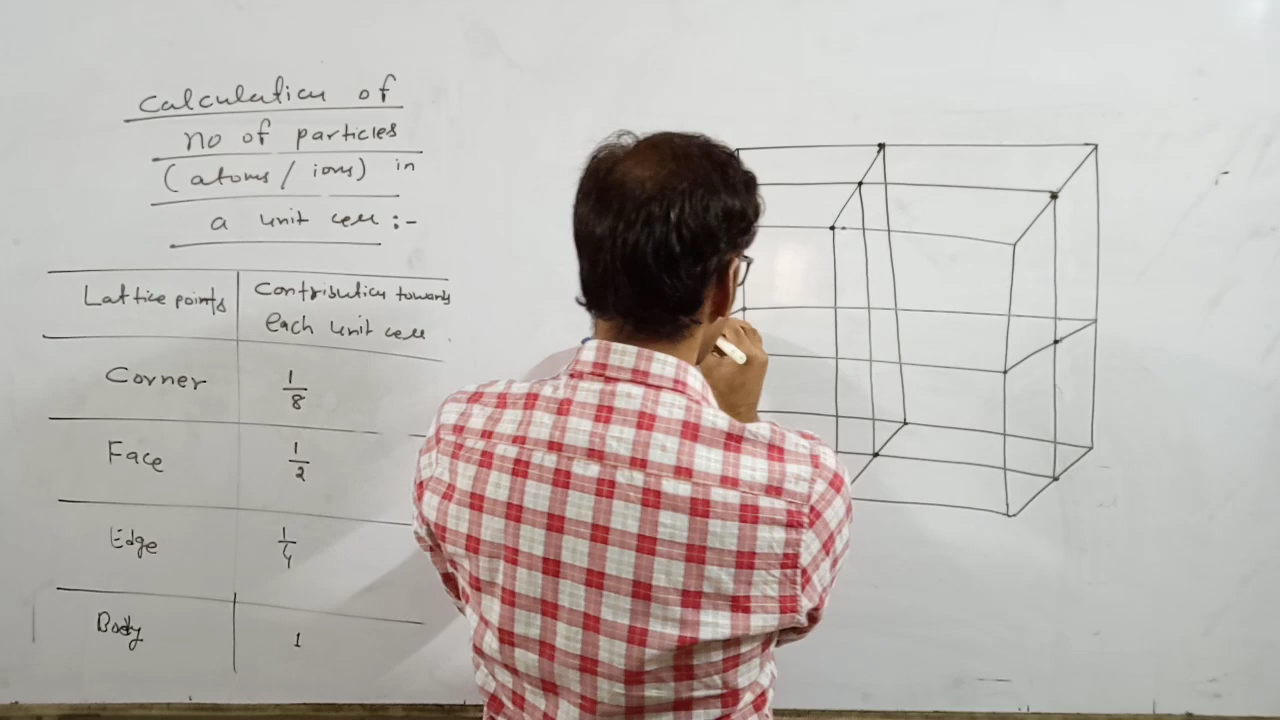 Calculation of
no of particles
(atoms / ions) in
a unit cell :-
Lattice points
Contribution towards
each unit cell
Corner
1/8
Face
1/2
Edge
1/4
Body
1